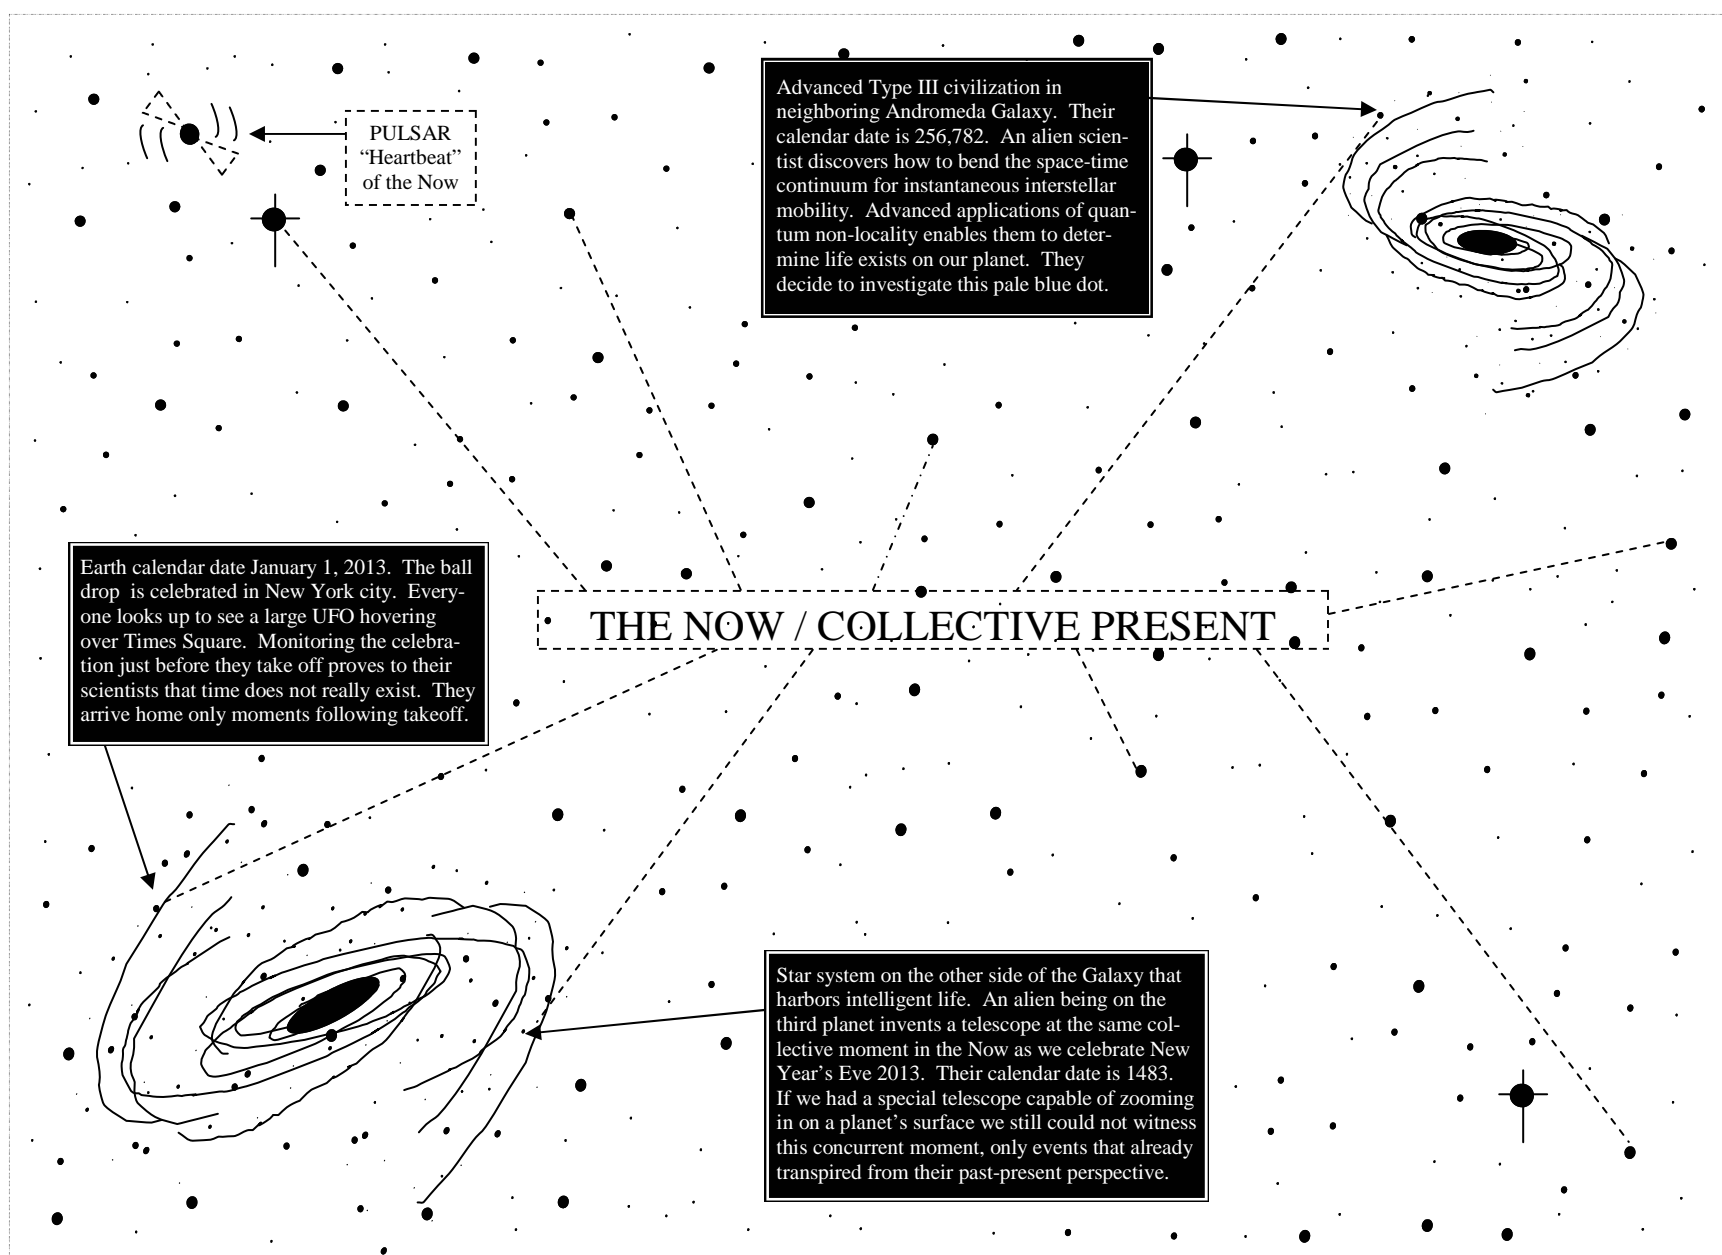 PULSAR
“Heartbeat”
of the Now
Advanced Type III civilization in
neighboring Andromeda Galaxy.  Their
calendar date is 256,782.  An alien scien-
tist discovers how to bend the space-time
continuum for instantaneous interstellar
mobility.  Advanced applications of quan-
tum non-locality enables them to deter-
mine life exists on our planet.  They
decide to investigate this pale blue dot.
Earth calendar date January 1, 2013.  The ball
drop  is celebrated in New York city.  Every-
one looks up to see a large UFO hovering
over Times Square.  Monitoring the celebra-
tion just before they take off proves to their
scientists that time does not really exist.  They
arrive home only moments following takeoff.
THE NOW / COLLECTIVE PRESENT
Star system on the other side of the Galaxy that
harbors intelligent life.  An alien being on the
third planet invents a telescope at the same col-
lective moment in the Now as we celebrate New
Year’s Eve 2013.  Their calendar date is 1483.
If we had a special telescope capable of zooming
in on a planet’s surface we still could not witness
this concurrent moment, only events that already
transpired from their past-present perspective.